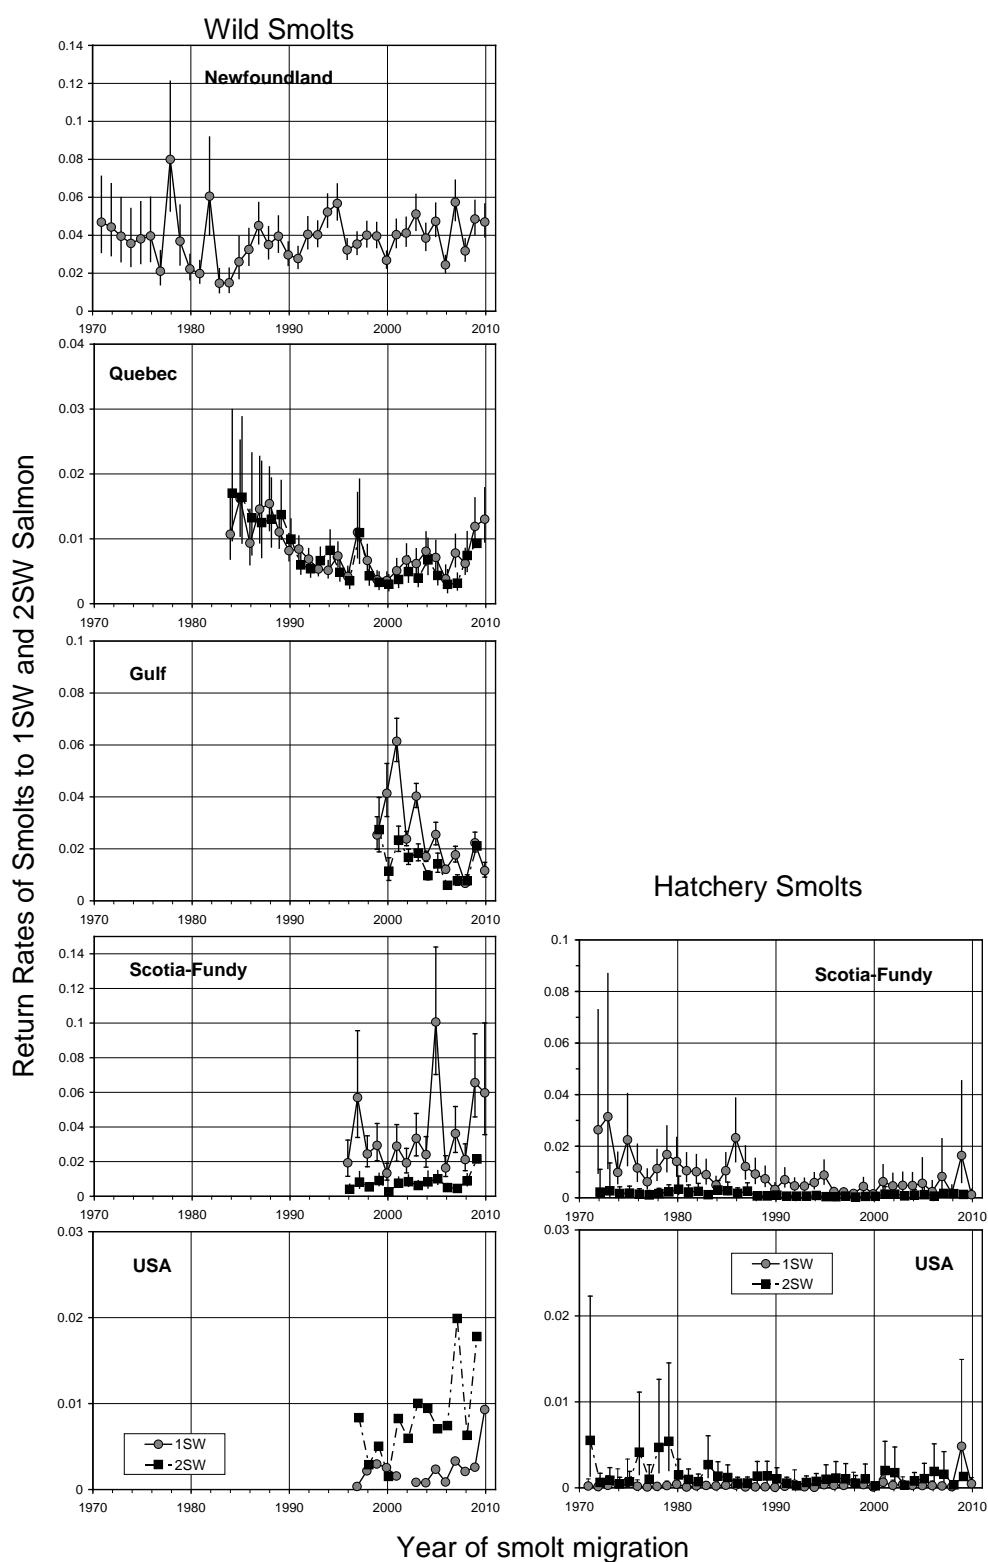 Wild Smolts
Newfoundland
0.14
0.12
0.1
0.08
0.06
0.04
0.02
0
1970 1980 1990 2000 2010
Quebec
0.04
0.03
0.02
0.01
0
1970 1980 1990 2000 2010
Gulf
0.1
0.08
0.06
0.04
0.02
0
1970 1980 1990 2000 2010
Scotia-Fundy
0.14
0.12
0.1
0.08
0.06
0.04
0.02
0
1970 1980 1990 2000 2010
USA
0.03
0.02
0.01
0.00
1SW
2SW
1970 1980 1990 2000 2010
Return Rates of Smolts to 1SW and 2SW Salmon
Hatchery Smolts
Scotia-Fundy
0.1
0.08
0.06
0.04
0.02
0
1970 1980 1990 2000 2010
USA
1SW
2SW
0.03
0.02
0.01
0.00
1970 1980 1990 2000 2010
Year of smolt migration